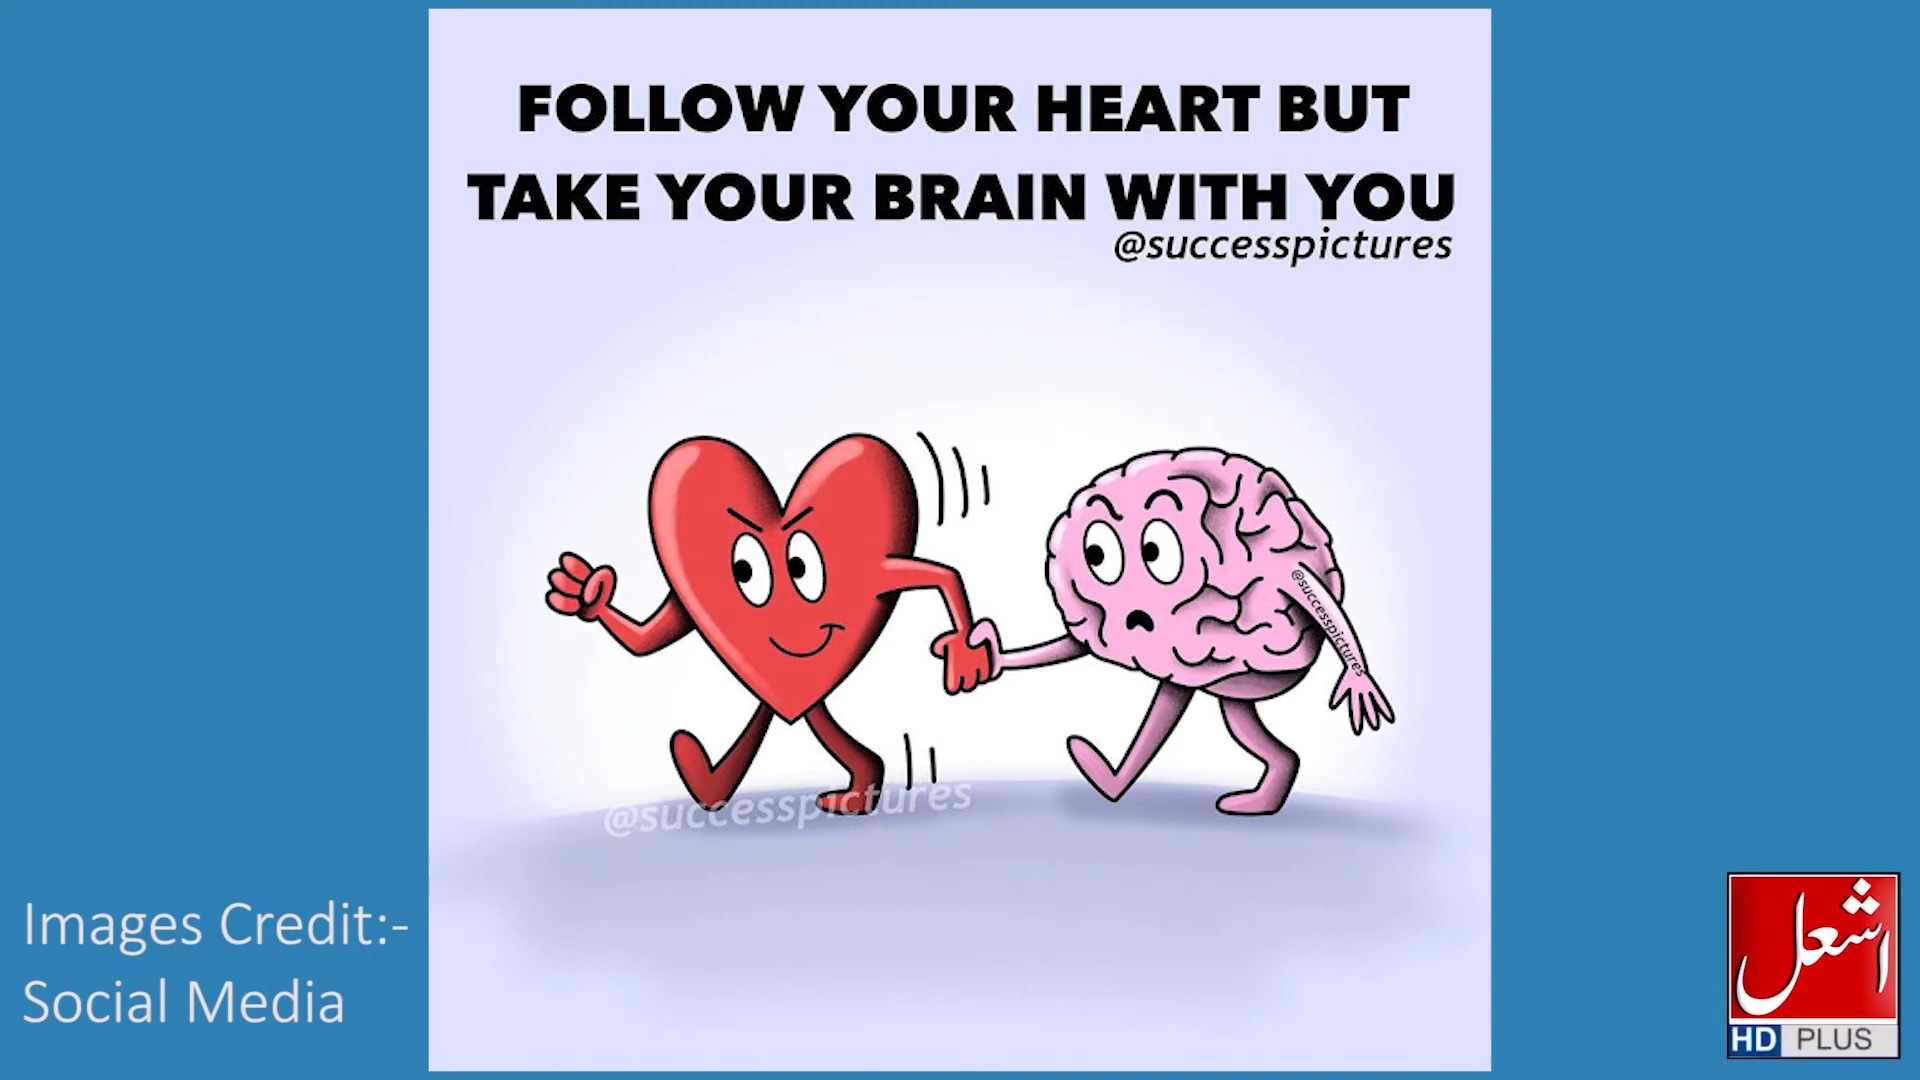 FOLLOW YOUR HEART BUT
TAKE YOUR BRAIN WITH YOU
@successpictures
@successpictures
@successpictures
Images Credit:-
Social Media
اشعل
HD PLUS